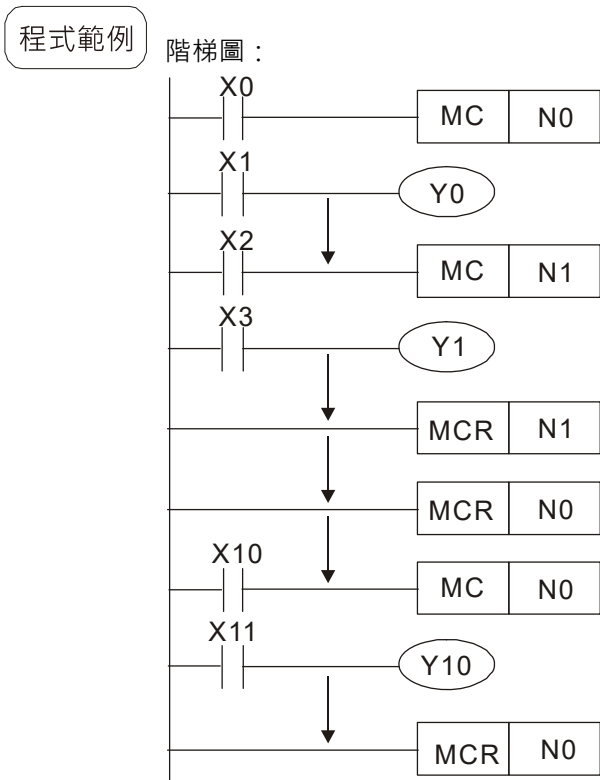 程式範例
階梯圖：
X0
MC N0
X1
Y0
X2
MC N1
X3
Y1
MCR N1
MCR N0
X10
MC N0
X11
Y10
MCR N0